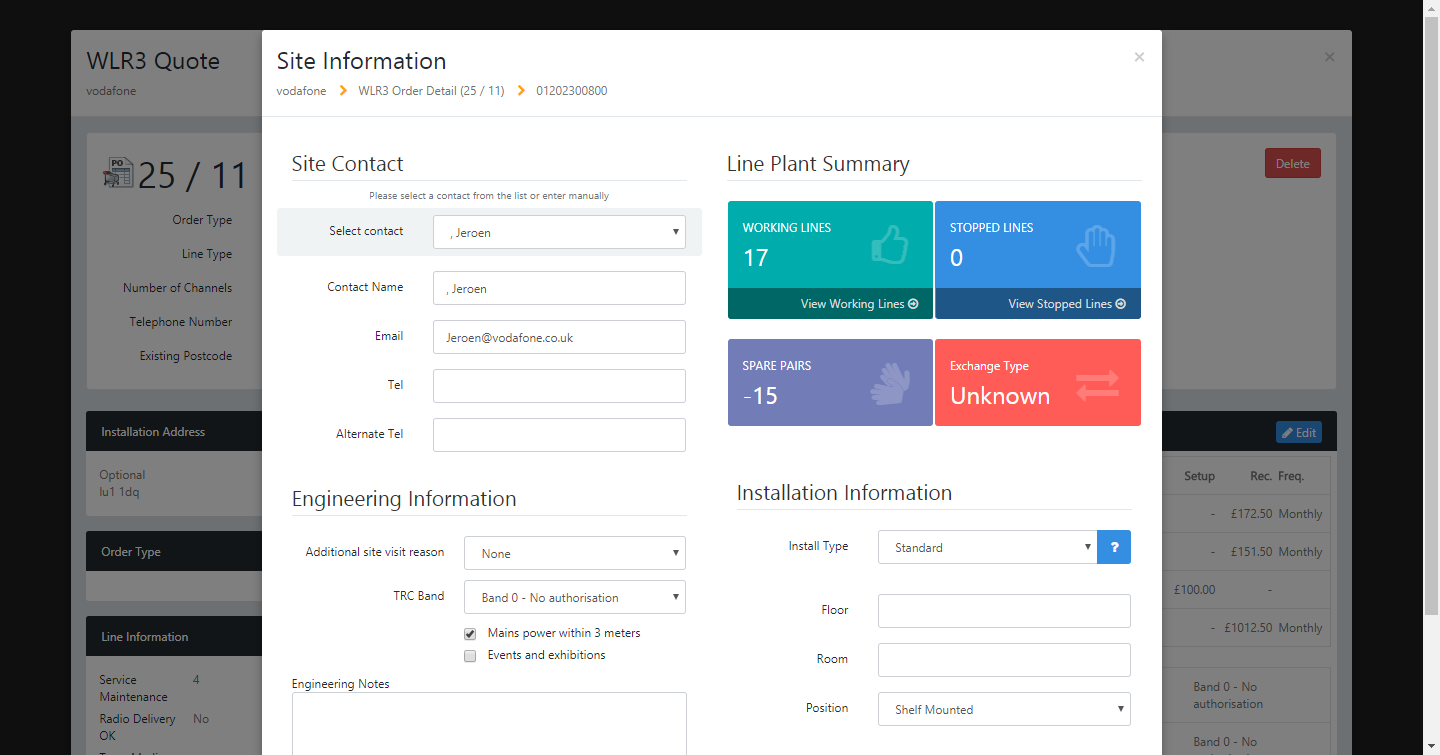 WLR3 Quote
vodafone
Site Information
vodafone
WLR3 Order Detail (25 / 11)
01202300800
PO
25 / 11
Order Type
Line Type
Number of Channels
Telephone Number
Existing Postcode
Delete
Site Contact
Please select a contact from the list or enter manually
Select contact
, Jeroen
Contact Name
, Jeroen
Email
Jeroen@vodafone.co.uk
Tel
Alternate Tel
Line Plant Summary
WORKING LINES
17
View Working Lines
STOPPED LINES
0
View Stopped Lines
SPARE PAIRS
-15
Exchange Type
Unknown
Installation Address
Optional
lu1 1dq
Order Type
Line Information
Service Maintenance 4
Radio Delivery OK No
Engineering Information
Additional site visit reason
None
TRC Band
Band 0 - No authorisation
Mains power within 3 meters
Events and exhibitions
Engineering Notes
Installation Information
Install Type
Standard
?
Floor
Room
Position
Shelf Mounted
Edit
Setup Rec. Freq.
- £172.50 Monthly
- £151.50 Monthly
£100.00 -
- £1012.50 Monthly
Band 0 - No
authorisation
Band 0 - No